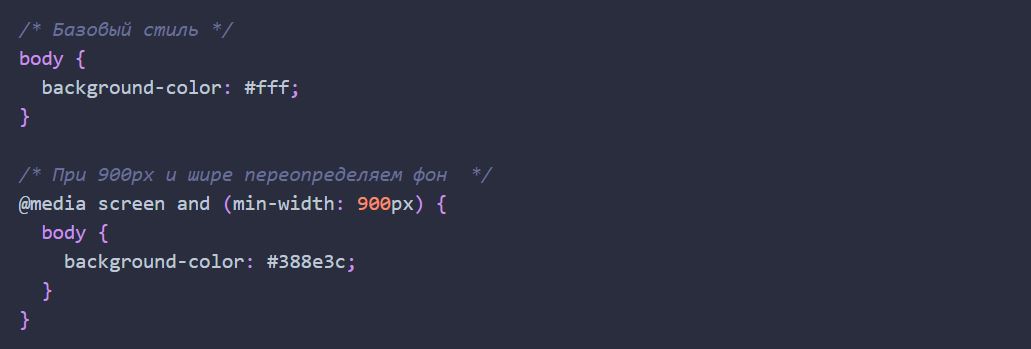 /* Базовый стиль */
body {
  background-color: #fff;
}

/* При 900px и шире переопределяем фон  */
@media screen and (min-width: 900px) {
  body {
    background-color: #388e3c;
  }
}